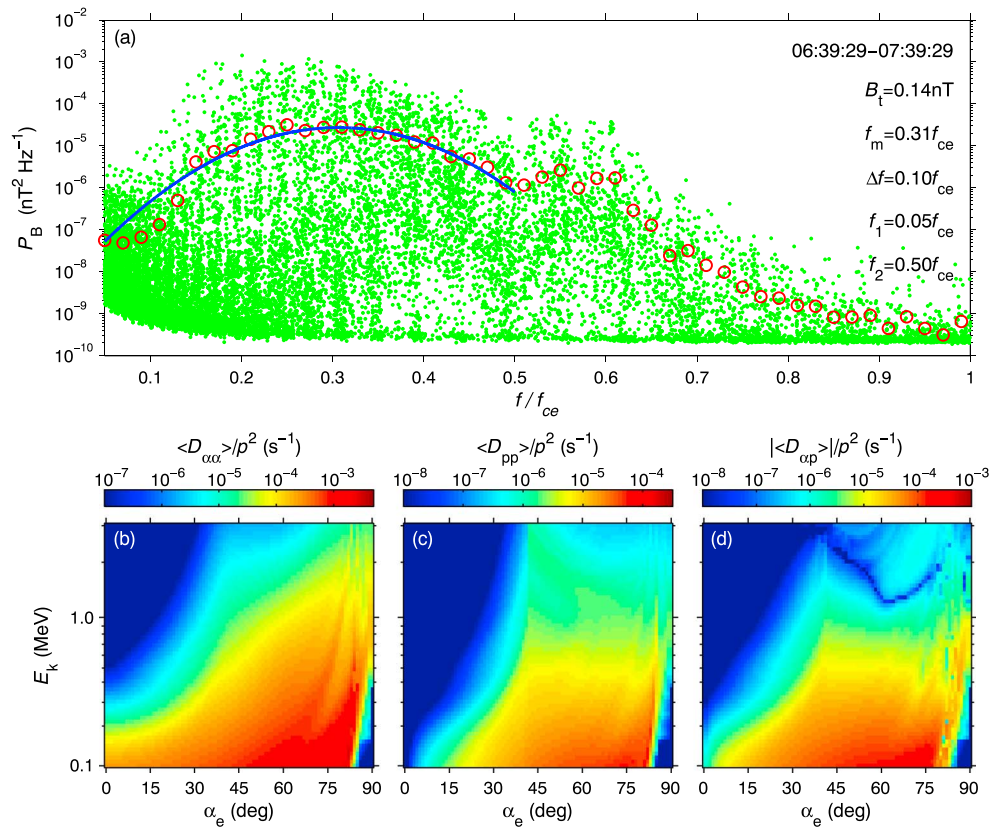 (a)
06:39:29−07:39:29
B_t=0.14nT
f_m=0.31f_ce
Δf=0.10f_ce
f_1=0.05f_ce
f_2=0.50f_ce
P_B (nT^2 Hz^−1)
10^−2
10^−3
10^−4
10^−5
10^−6
10^−7
10^−8
10^−9
10^−10
0.1 0.2 0.3 0.4 0.5 0.6 0.7 0.8 0.9 1
f / f_ce
<D_αα>/p^2 (s^−1) <D_pp>/p^2 (s^−1) |<D_αp>|/p^2 (s^−1)
10^−7 10^−6 10^−5 10^−4 10^−3 10^−8 10^−7 10^−6 10^−5 10^−4 10^−8 10^−7 10^−6 10^−5 10^−4 10^−3
(b) (c) (d)
E_k (MeV)
1.0
0.1
0 15 30 45 60 75 90 0 15 30 45 60 75 90 0 15 30 45 60 75 90
α_e (deg) α_e (deg) α_e (deg)